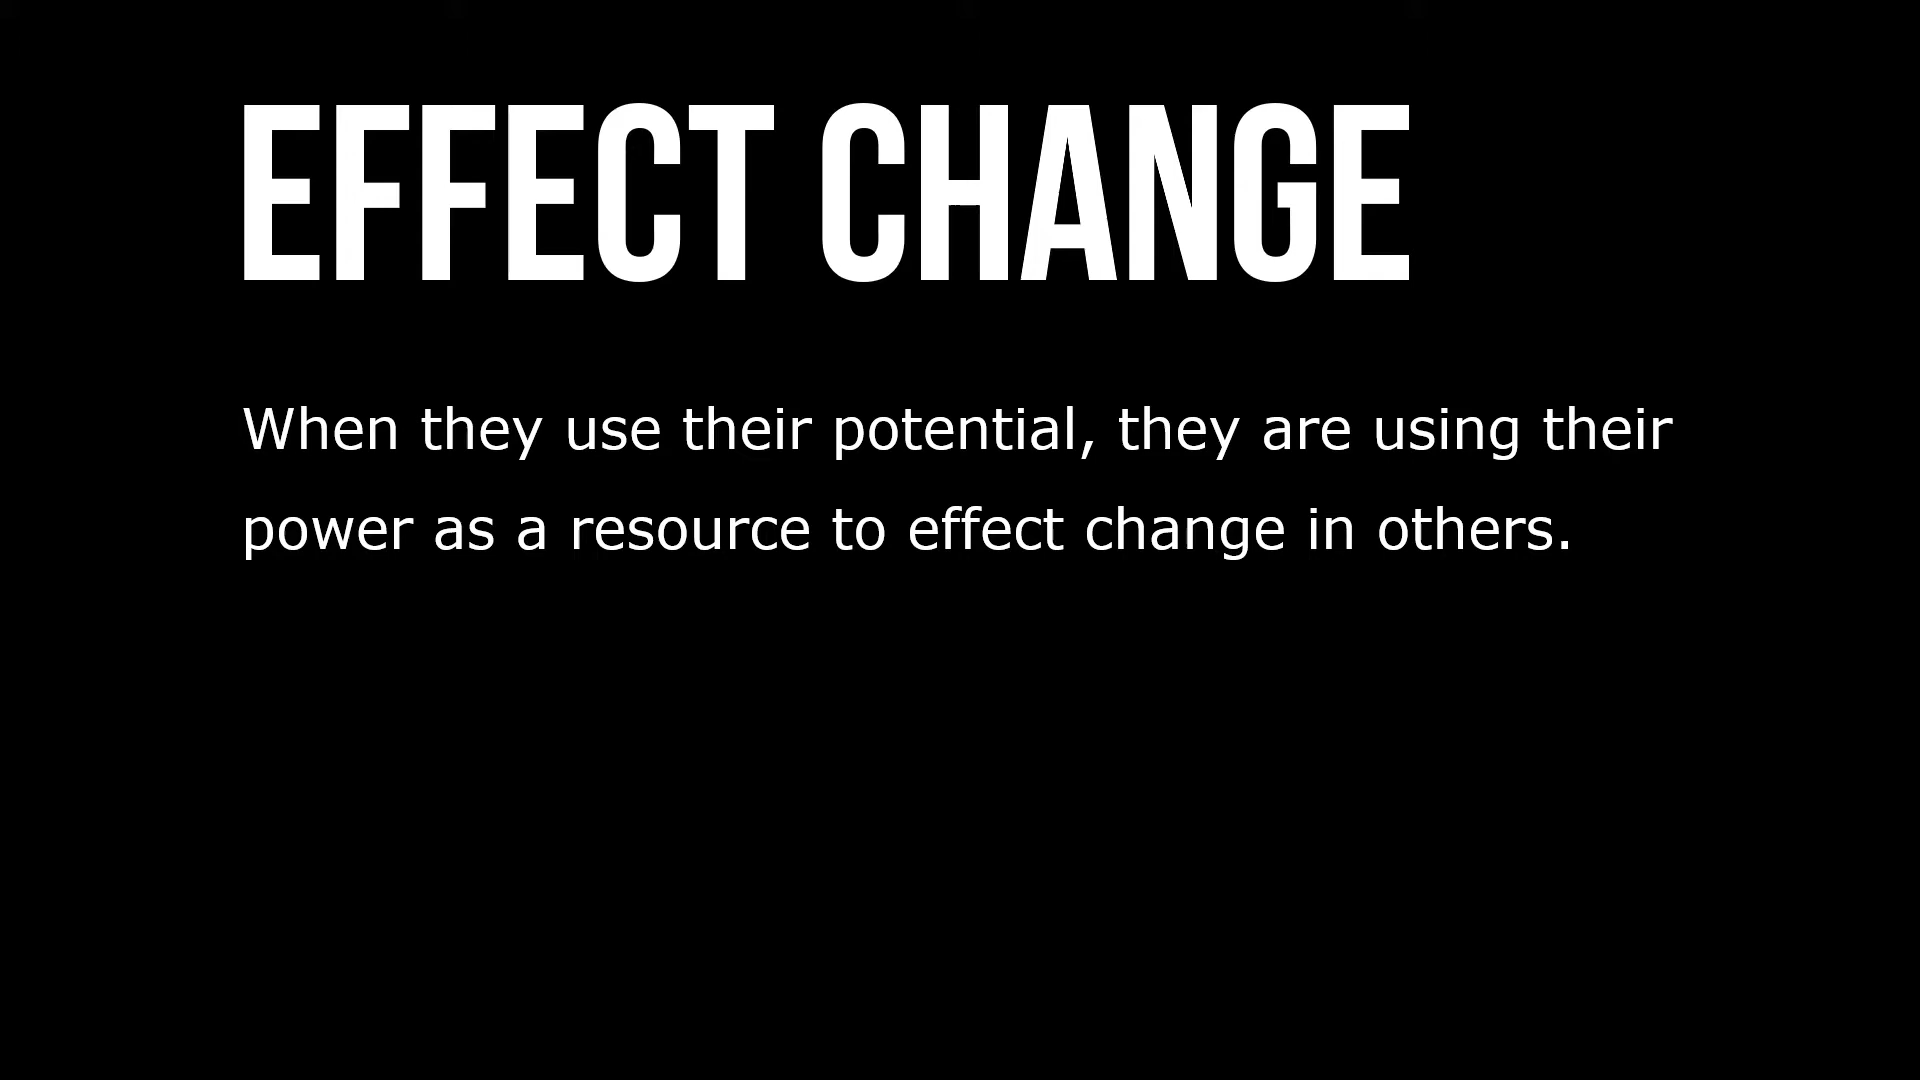 EFFECT CHANGE
When they use their potential, they are using their
power as a resource to effect change in others.